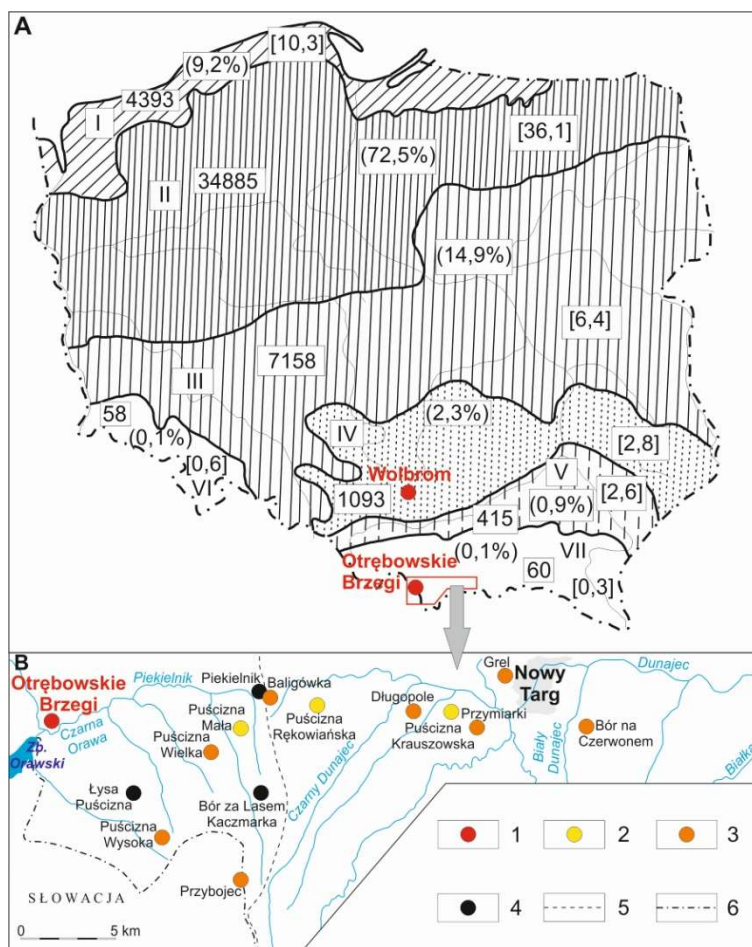 A
[10,3]
(9,2%)
4393
I
[36,1]
(72,5%)
34885
II
(14,9%)
[6,4]
7158
III
58
(0,1%)
[0,6]
VI
IV
(2,3%)
[2,8]
Wolbrom
V
[2,6]
1093
(0,9%)
415
(0,1%)
VII
Otrębowskie
Brzegi
60
[0,3]
B
Otrębowskie
Brzegi
Piekielnik
Piekielnik
Baligówka
Grel
Nowy
Targ
Dunajec
Czarna
Orawa
Puścizna
Mała
Puścizna
Rękowiańska
Długopole
Przymiarki
Puścizna
Krauszowska
Biały
Dunajec
Bór na
Czerwonem
Białka
Zb.
Orawski
Puścizna
Wielka
Czarny Dunajec
Łysa
Puścizna
Bór za Lasem
Kaczmarka
Puścizna
Wysoka
Przybojec
SŁOWACJA
0 5 km
1 2 3
4 5 6